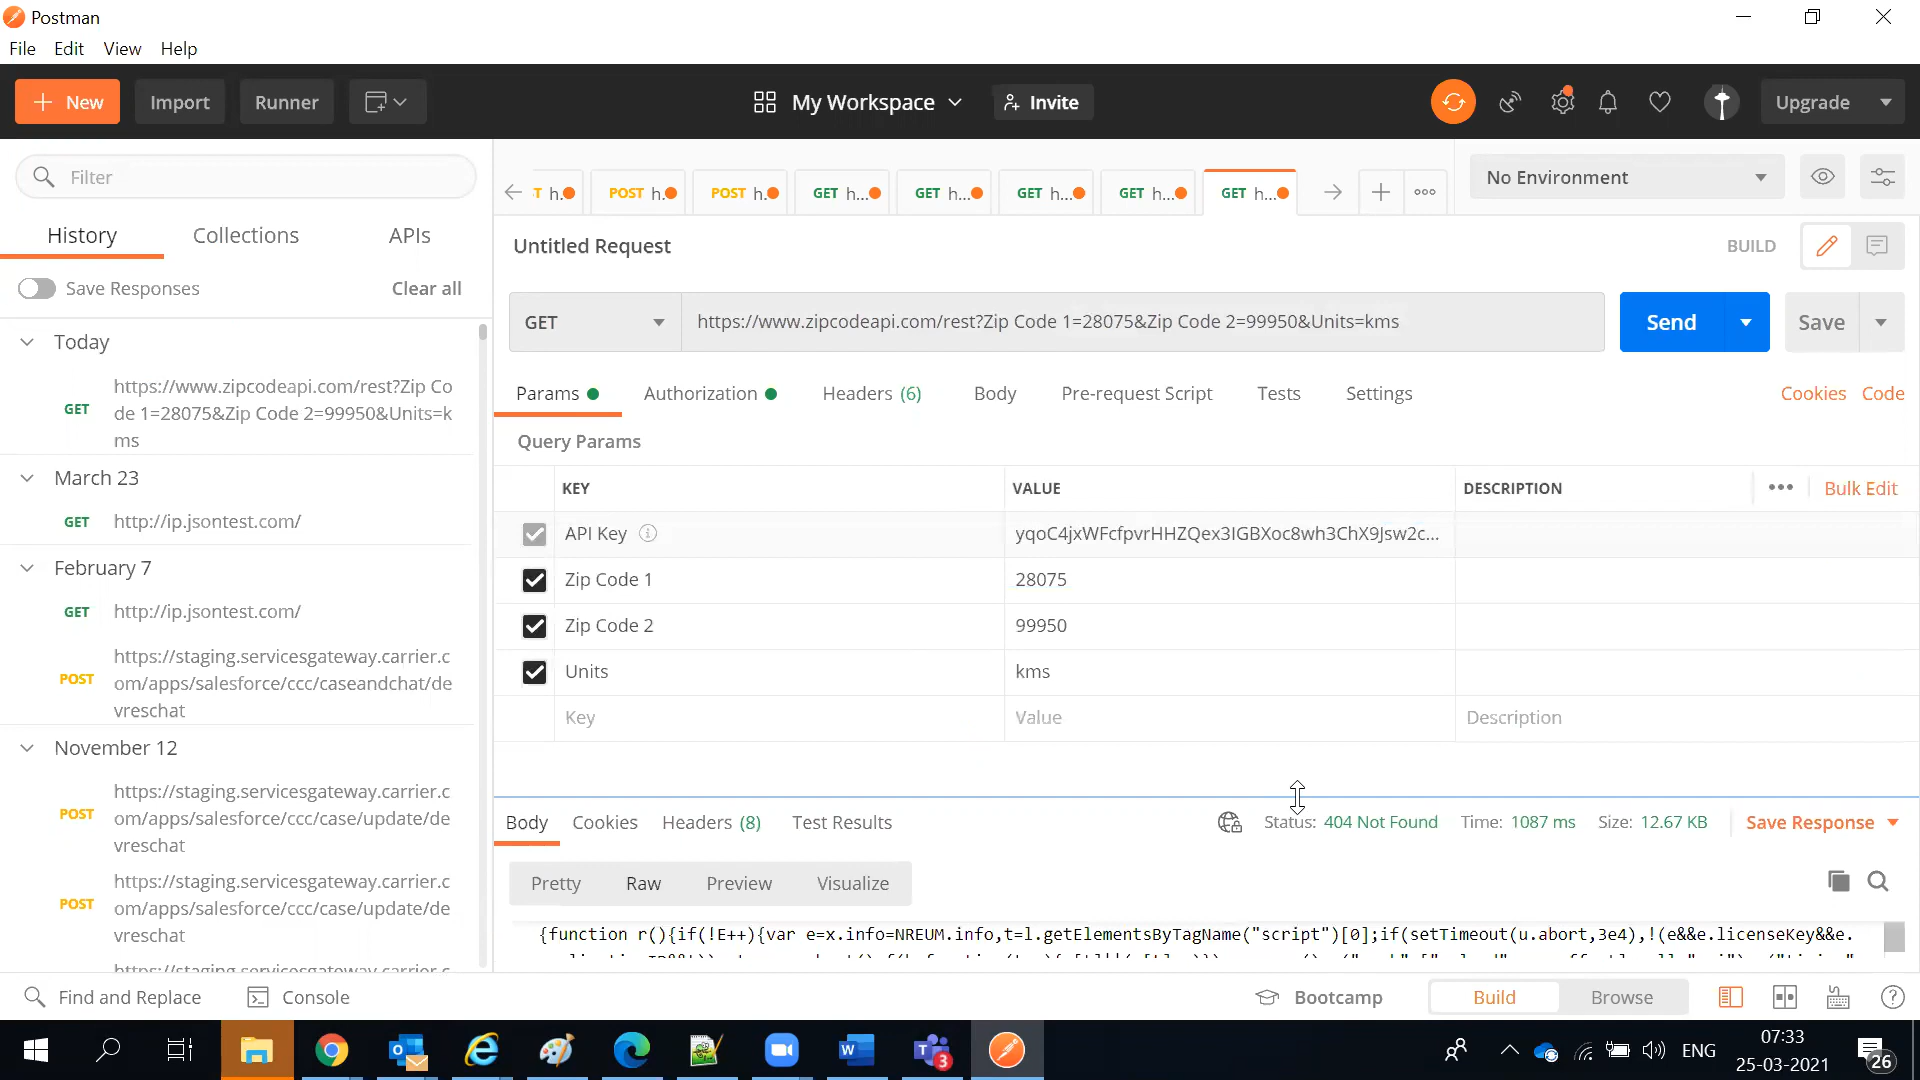 Postman
File Edit View Help
New Import Runner My Workspace Invite Upgrade
Filter
T h. POST h. POST h. GET h... GET h... GET h... GET h... GET h...
No Environment
History Collections APIs
Untitled Request
BUILD
Save Responses Clear all
GET https://www.zipcodeapi.com/rest?Zip Code 1=28075&Zip Code 2=99950&Units=kms
Send Save
Today
GET https://www.zipcodeapi.com/rest?Zip Co
de 1=28075&Zip Code 2=99950&Units=k
ms
March 23
GET http://ip.jsontest.com/
February 7
GET http://ip.jsontest.com/
POST https://staging.servicesgateway.carrier.c
om/apps/salesforce/ccc/caseandchat/de
vreschat
November 12
POST https://staging.servicesgateway.carrier.c
om/apps/salesforce/ccc/case/update/de
vreschat
POST https://staging.servicesgateway.carrier.c
om/apps/salesforce/ccc/case/update/de
vreschat
Params Authorization Headers (6) Body Pre-request Script Tests Settings Cookies Code
Query Params
KEY VALUE DESCRIPTION Bulk Edit
API Key yqoC4jxWFcfpvrHHZQex3IGBXoc8wh3ChX9Jsw2c...
Zip Code 1 28075
Zip Code 2 99950
Units kms
Key Value Description
Body Cookies Headers (8) Test Results Status: 404 Not Found Time: 1087 ms Size: 12.67 KB Save Response
Pretty Raw Preview Visualize
{function r(){if(!E++){var e=x.info=NREUM.info,t=l.getElementsByTagName("script")[0];if(setTimeout(u.abort,3e4),!(e&&e.licenseKey&&e.
Find and Replace Console Bootcamp Build Browse
3 ENG 07:33
25-03-2021 26